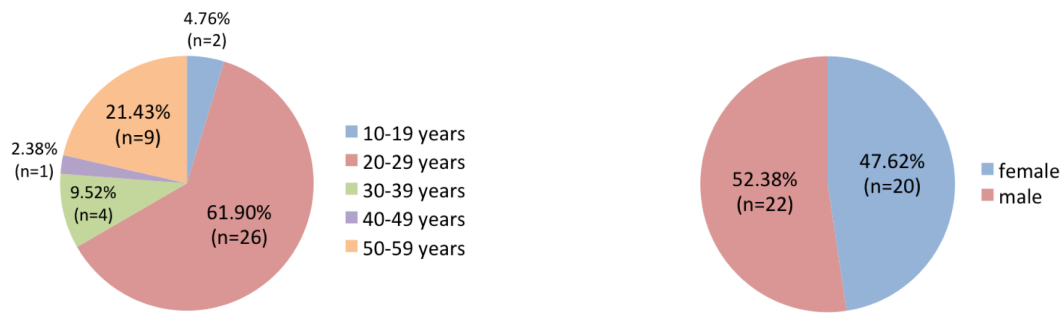 4.76%
(n=2)
21.43%
(n=9)
2.38%
(n=1)
9.52%
(n=4)
61.90%
(n=26)
10-19 years
20-29 years
30-39 years
40-49 years
50-59 years
52.38%
(n=22)
47.62%
(n=20)
female
male